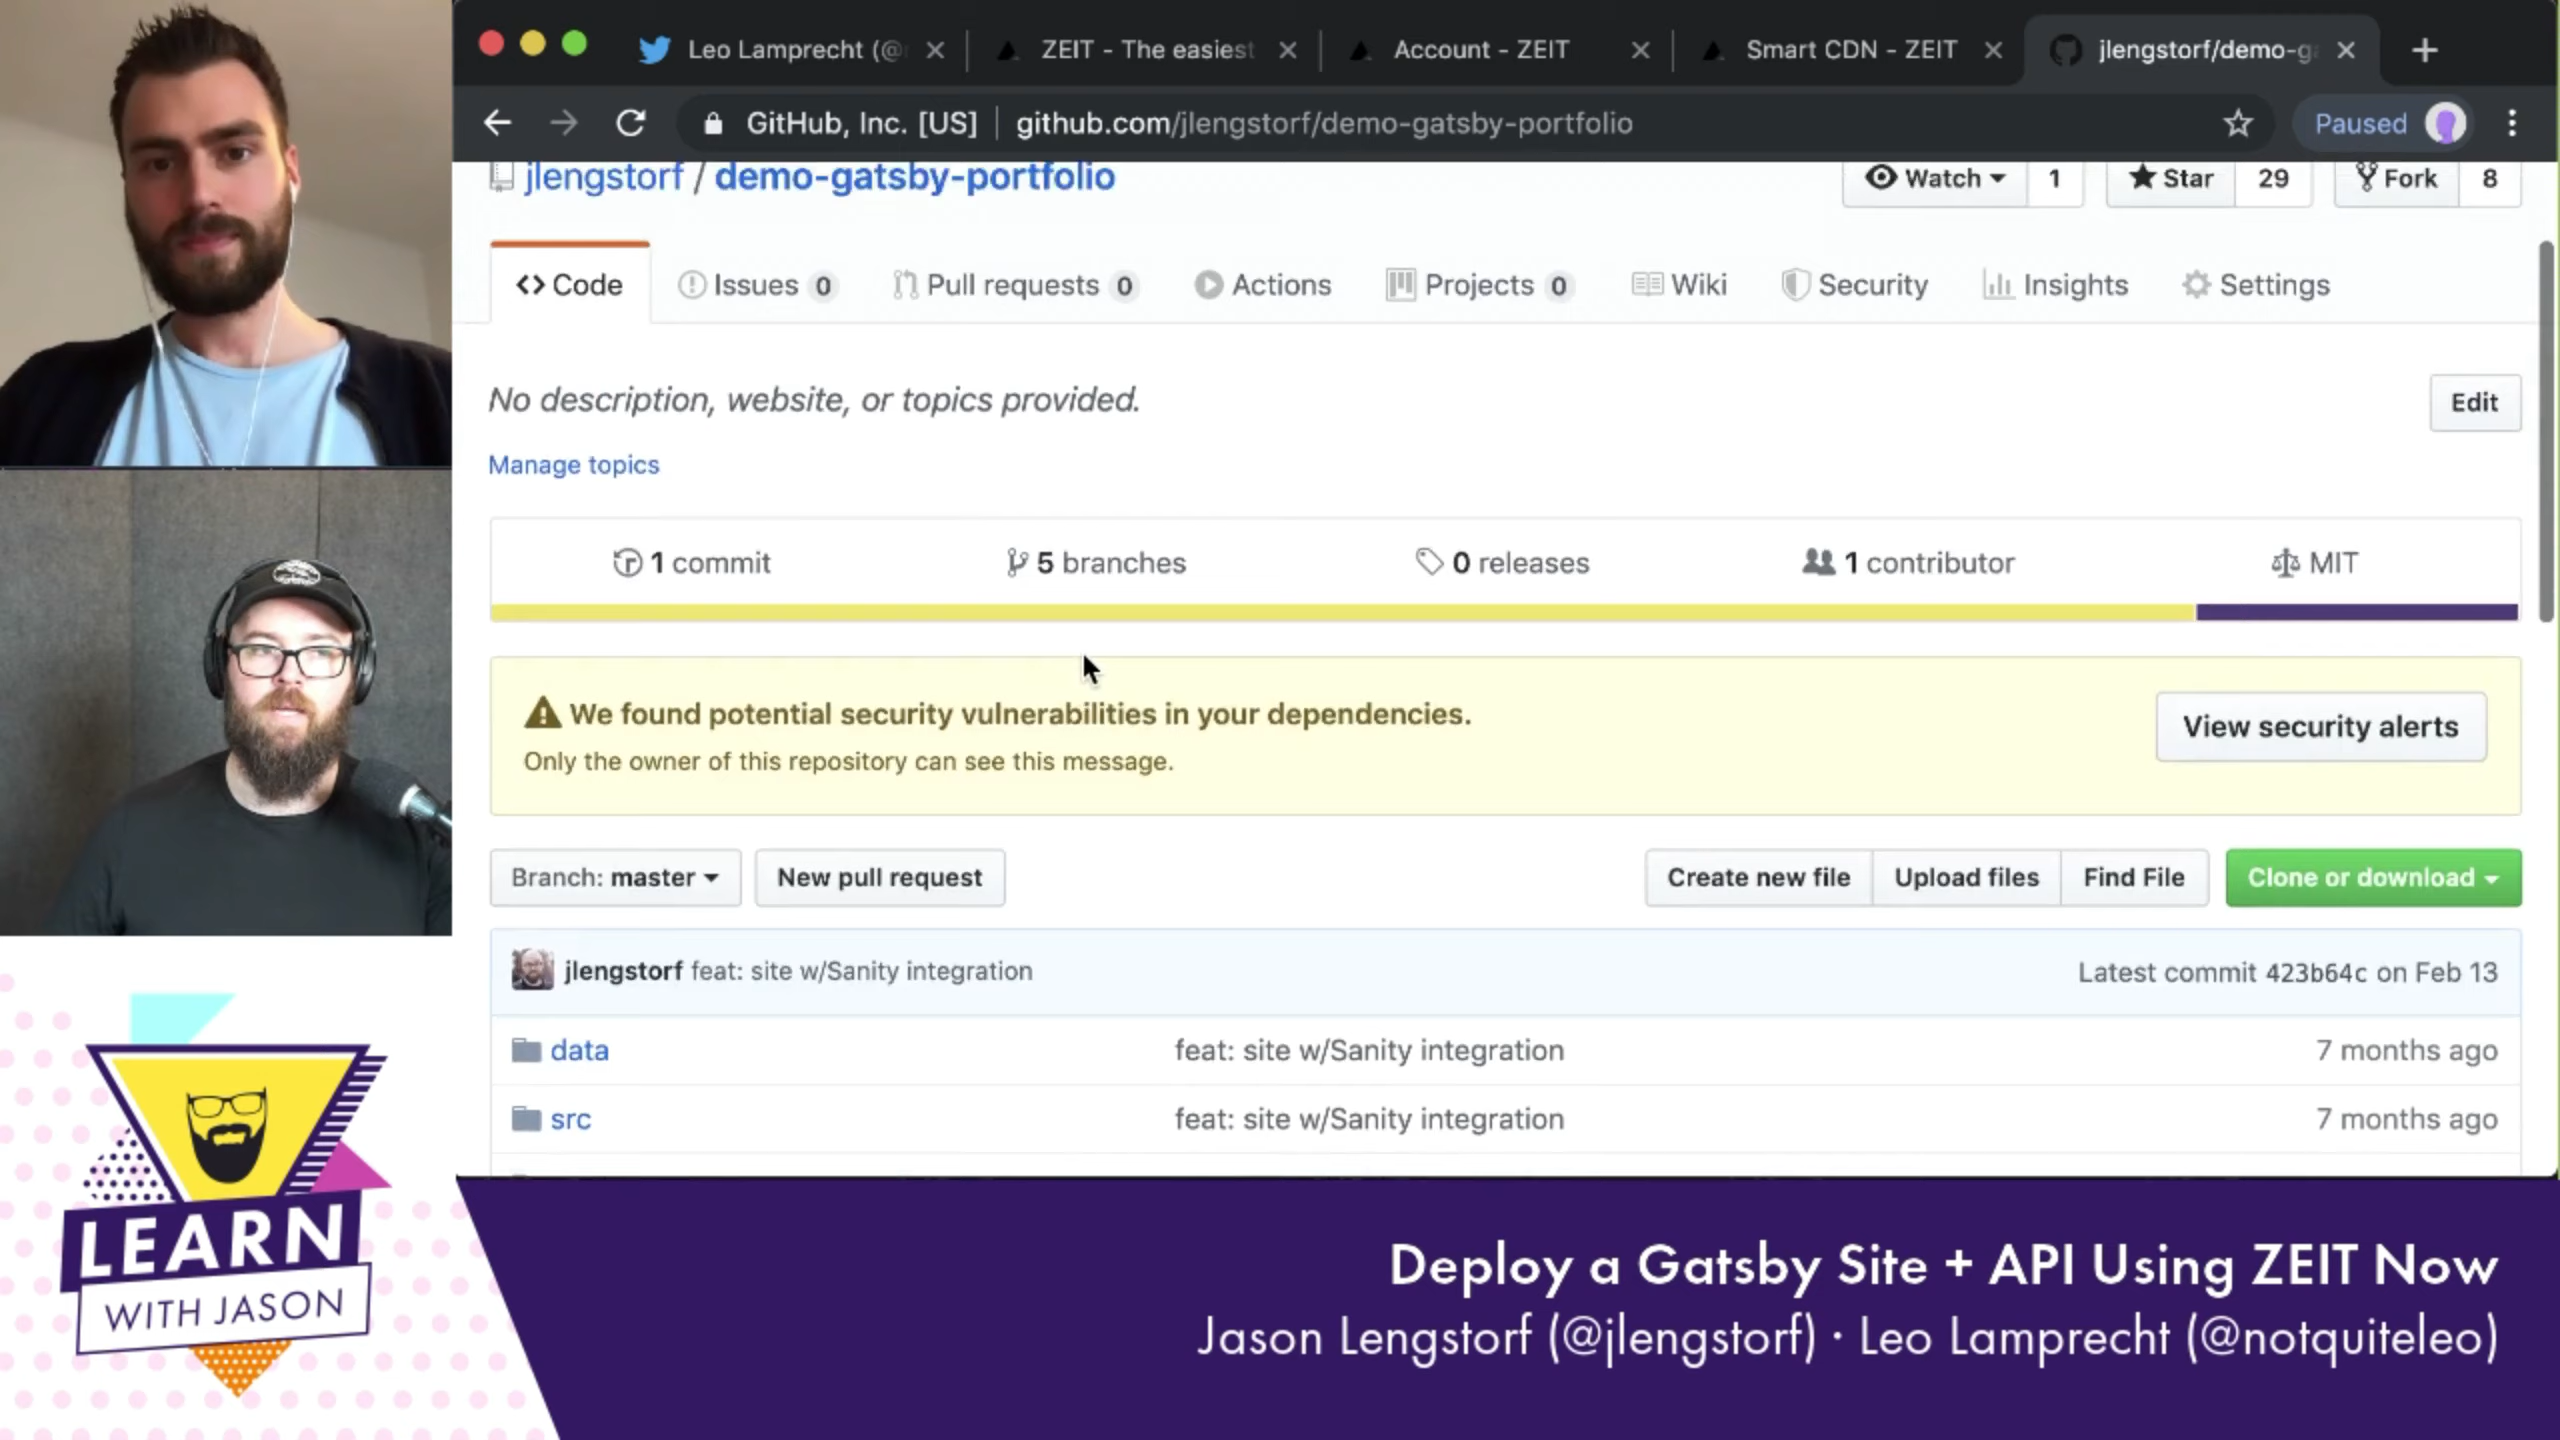 Leo Lamprecht (@
ZEIT - The easiest
Account - ZEIT
Smart CDN - ZEIT
jlengstorf/demo-ga
GitHub, Inc. [US]
github.com/jlengstorf/demo-gatsby-portfolio
Paused
jlengstorf / demo-gatsby-portfolio
Watch 1
Star 29
Fork 8
Code
Issues 0
Pull requests 0
Actions
Projects 0
Wiki
Security
Insights
Settings
No description, website, or topics provided.
Edit
Manage topics
1 commit
5 branches
0 releases
1 contributor
MIT
We found potential security vulnerabilities in your dependencies.
Only the owner of this repository can see this message.
View security alerts
Branch: master
New pull request
Create new file
Upload files
Find File
Clone or download
jlengstorf feat: site w/Sanity integration
Latest commit 423b64c on Feb 13
data
feat: site w/Sanity integration
7 months ago
src
feat: site w/Sanity integration
7 months ago
LEARN
WITH JASON
Deploy a Gatsby Site + API Using ZEIT Now
Jason Lengstorf (@jlengstorf) · Leo Lamprecht (@notquiteleo)